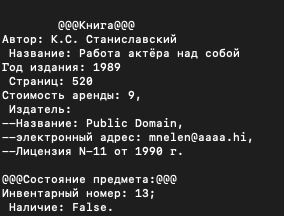 @@@Книга@@@
Автор: К.С. Станиславский
Название: Работа актёра над собой
Год издания: 1989
Страниц: 520
Стоимость аренды: 9,
Издатель:
--Название: Public Domain,
--электронный адрес: mnelen@aaaa.hi,
--Лицензия N-11 от 1990 г.
@@@Состояние предмета:@@@
Инвентарный номер: 13;
Наличие: False.